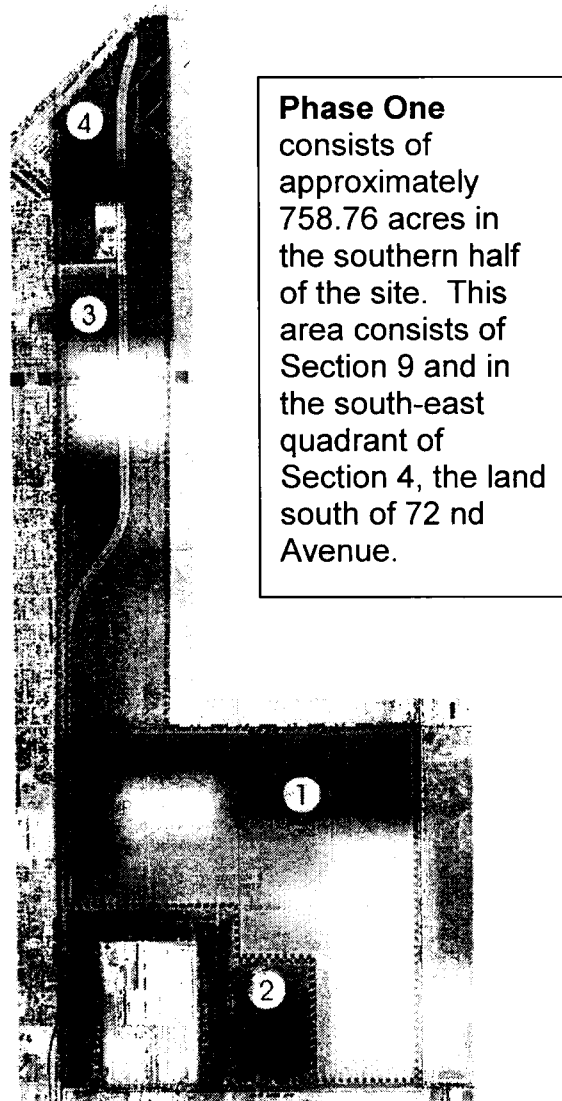 4
Phase One
consists of
approximately
758.76 acres in
the southern half
of the site. This
area consists of
Section 9 and in
the south-east
quadrant of
Section 4, the land
south of 72 nd
Avenue.
3
1
2